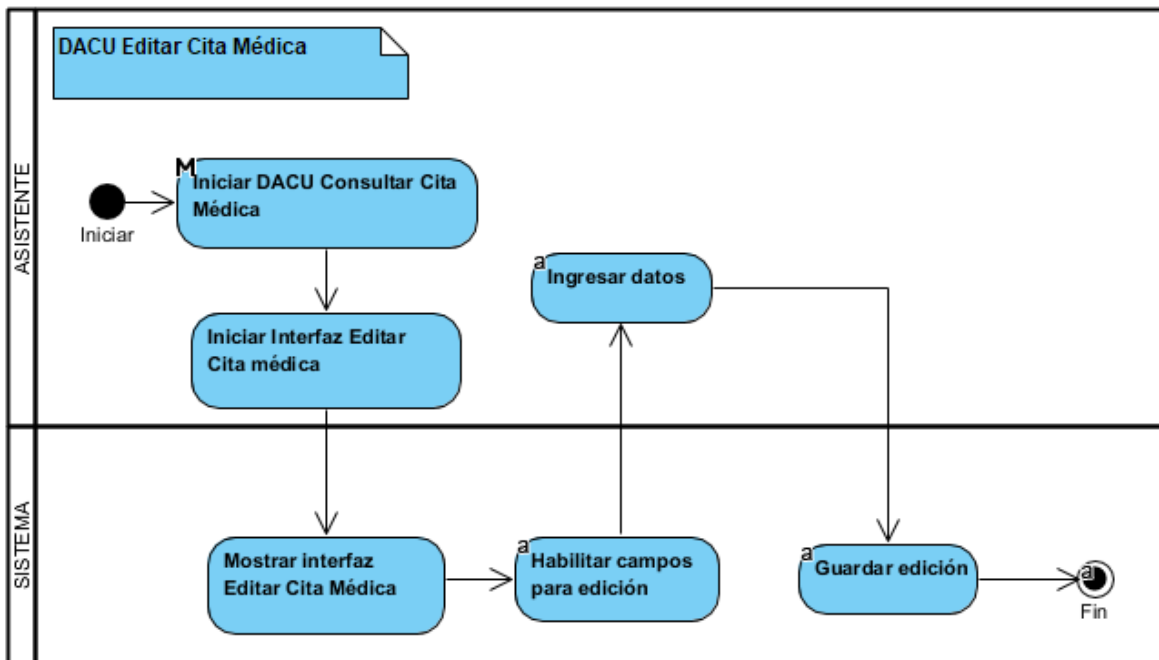 DACU Editar Cita Médica
ASISTENTE
M
Iniciar DACU Consultar Cita
Médica
Iniciar
a
Ingresar datos
Iniciar Interfaz Editar
Cita médica
SISTEMA
Mostrar interfaz
Editar Cita Médica
a
Habilitar campos
para edición
a
Guardar edición
a
Fin